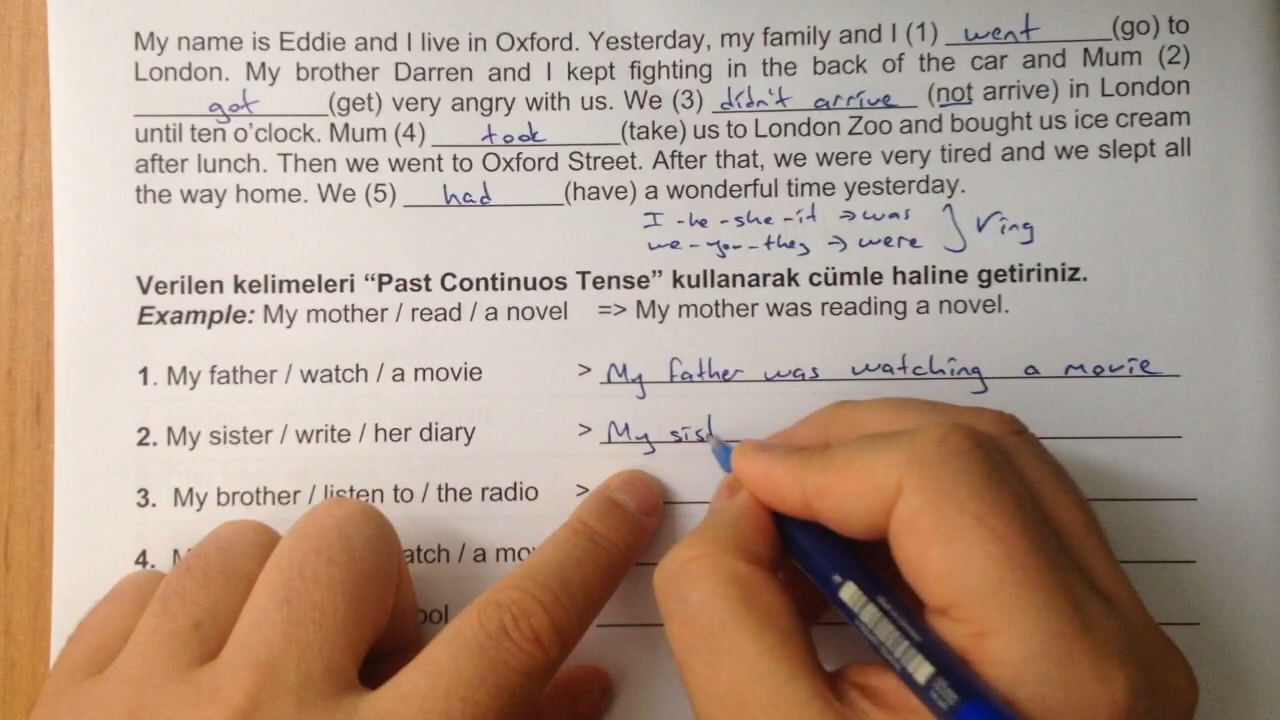 My name is Eddie and I live in Oxford. Yesterday, my family and I (1) went (go) to
London. My brother Darren and I kept fighting in the back of the car and Mum (2)
got (get) very angry with us. We (3) didn't arrive (not arrive) in London
until ten o'clock. Mum (4) took (take) us to London Zoo and bought us ice cream
after lunch. Then we went to Oxford Street. After that, we were very tired and we slept all
the way home. We (5) had (have) a wonderful time yesterday.
I - he - she - it → was
we - you - they → were } Ving
Verilen kelimeleri “Past Continuos Tense” kullanarak cümle haline getiriniz.
Example: My mother / read / a novel => My mother was reading a novel.
1. My father / watch / a movie > My father was watching a movie
2. My sister / write / her diary > My sist
3. My brother / listen to / the radio >
4. / a